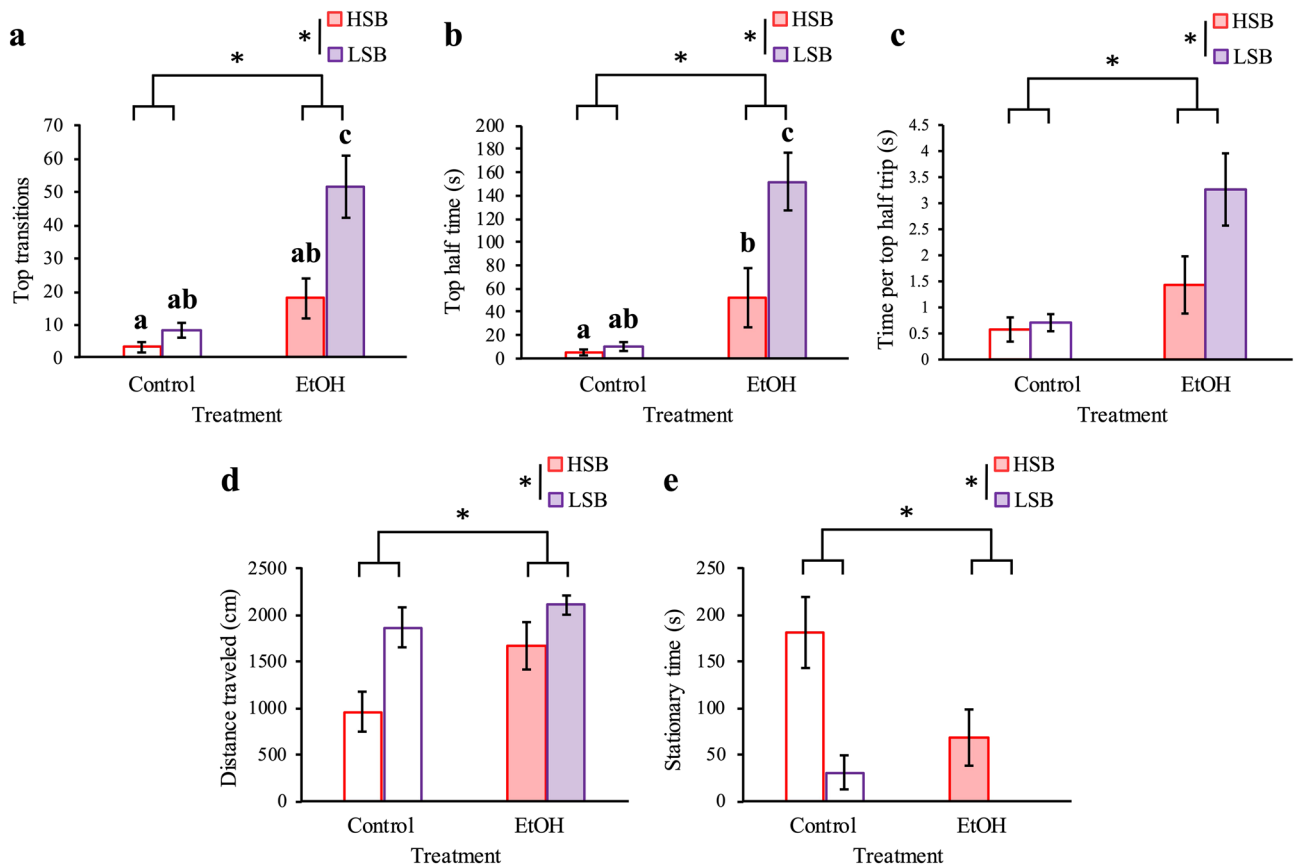 a
* HSB
LSB
*
70
60
50
40
30
20
10
0
Top transitions
a
ab
ab
c
Control
EtOH
Treatment
b
* HSB
LSB
*
200
180
160
140
120
100
80
60
40
20
0
Top half time (s)
a
ab
b
c
Control
EtOH
Treatment
c
* HSB
LSB
*
4.5
4
3.5
3
2.5
2
1.5
1
0.5
0
Time per top half trip (s)
Control
EtOH
Treatment
d
* HSB
LSB
*
2500
2000
1500
1000
500
0
Distance traveled (cm)
Control
EtOH
Treatment
e
* HSB
LSB
*
250
200
150
100
50
0
Stationary time (s)
Control
EtOH
Treatment